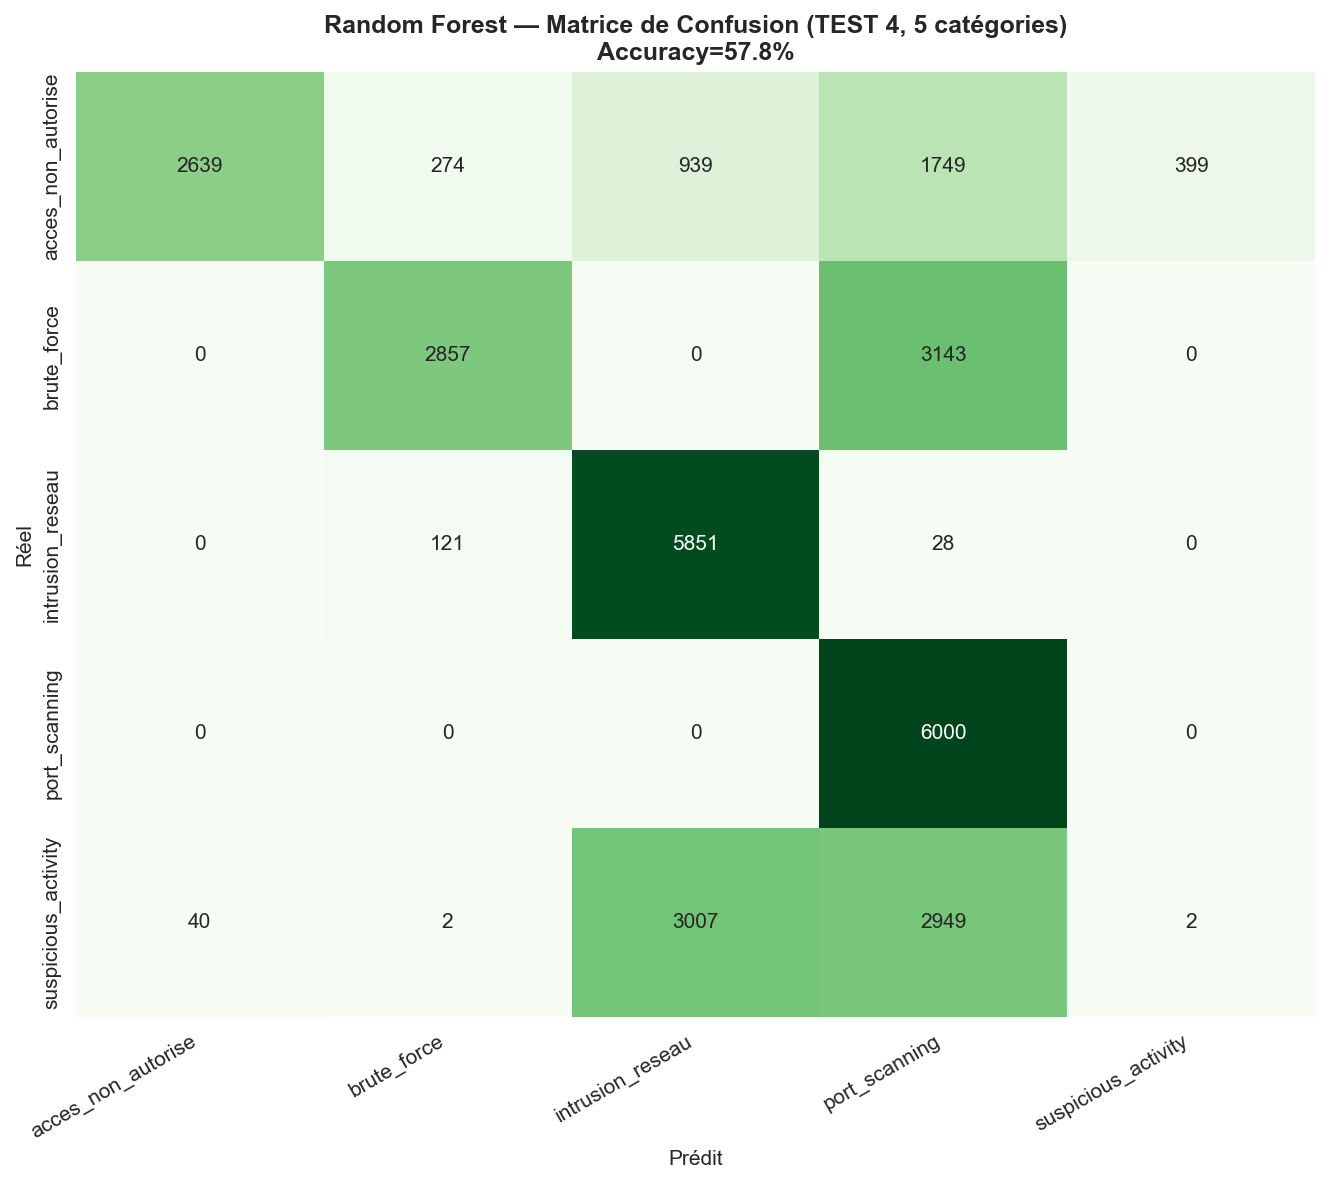 Random Forest — Matrice de Confusion (TEST 4, 5 catégories)
Accuracy=57.8%
Réel
acces_non_autorise
2639 274 939 1749 399
brute_force
0 2857 0 3143 0
intrusion_reseau
0 121 5851 28 0
port_scanning
0 0 0 6000 0
suspicious_activity
40 2 3007 2949 2
acces_non_autorise
brute_force
intrusion_reseau
port_scanning
suspicious_activity
Prédit